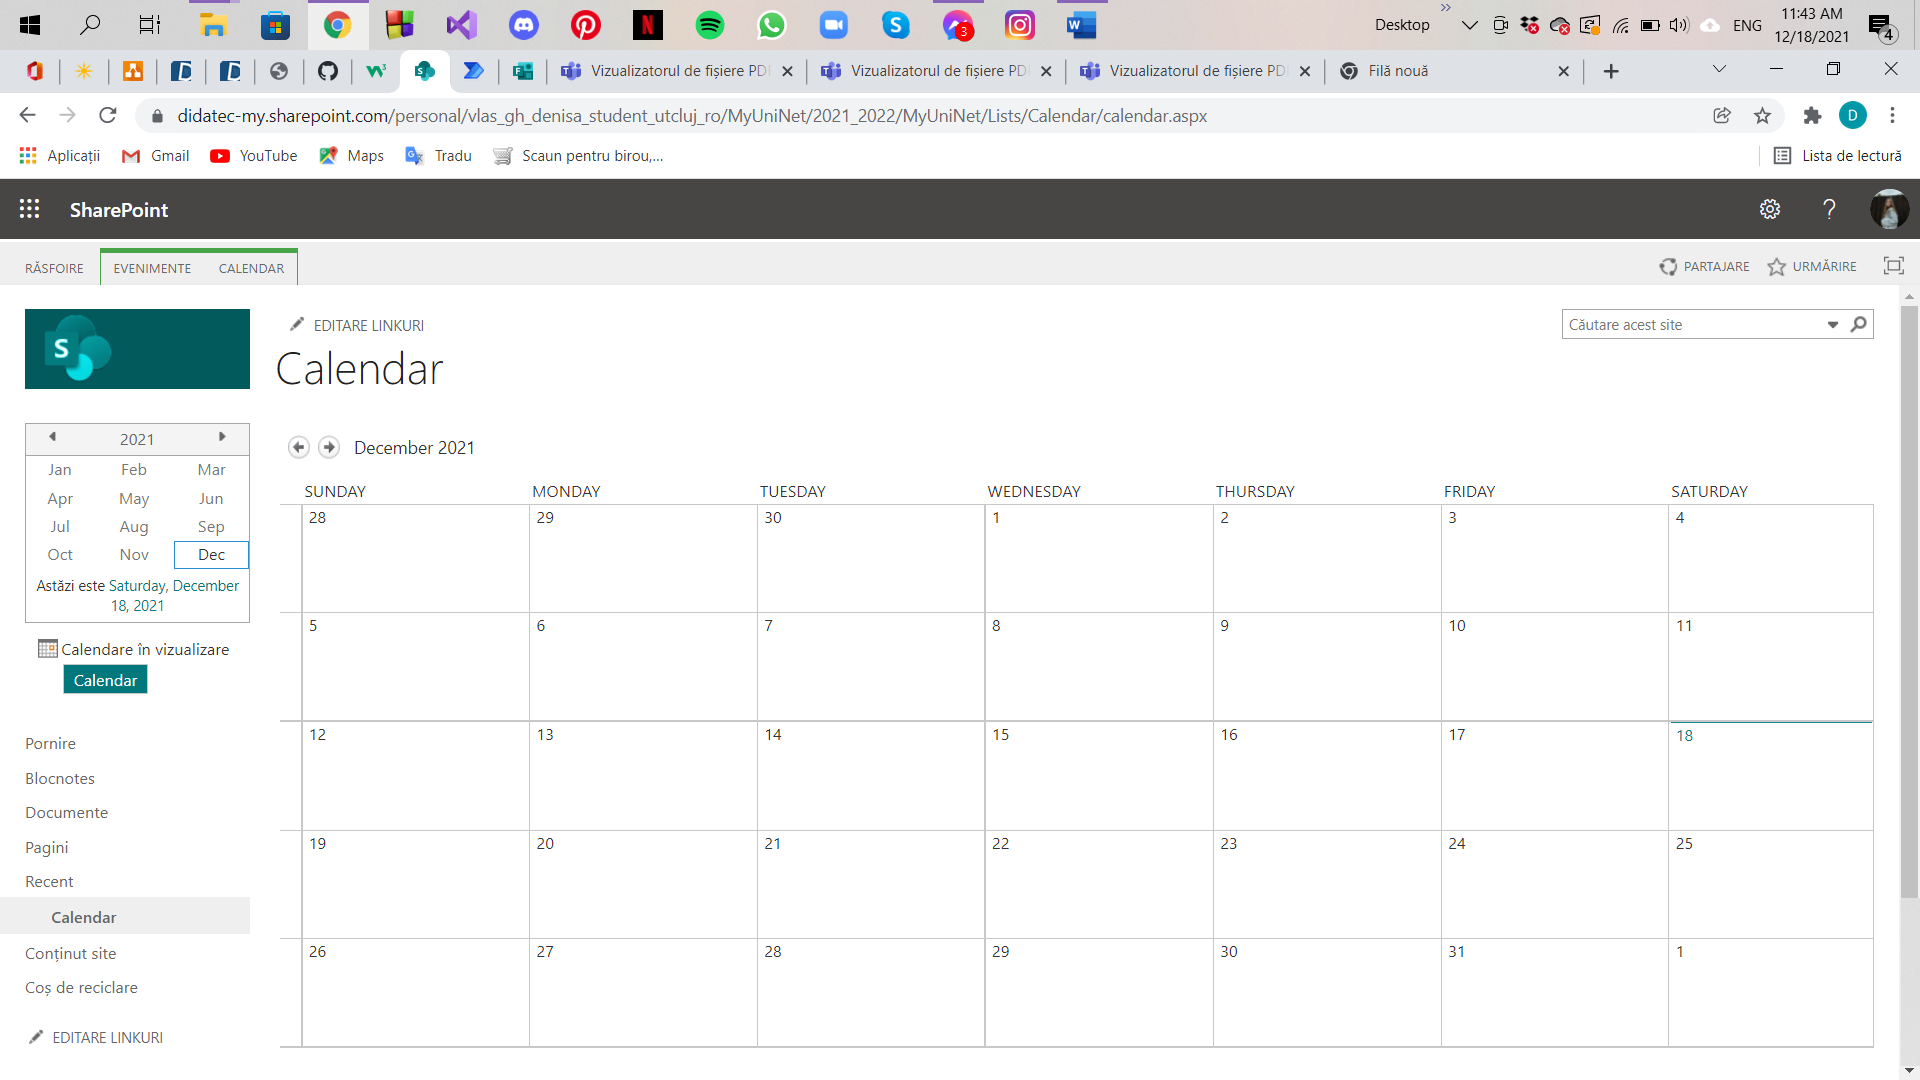 Desktop
ENG
11:43 AM
12/18/2021
3
4
Vizualizatorul de fișiere PD
Vizualizatorul de fișiere PD
Vizualizatorul de fișiere PD
Filă nouă
didatec-my.sharepoint.com/personal/vlas_gh_denisa_student_utcluj_ro/MyUniNet/2021_2022/MyUniNet/Lists/Calendar/calendar.aspx
D
Aplicații
Gmail
YouTube
Maps
Tradu
Scaun pentru birou,...
Lista de lectură
SharePoint
RĂSFOIRE
EVENIMENTE
CALENDAR
PARTAJARE
URMĂRIRE
S
EDITARE LINKURI
Căutare acest site
Calendar
2021
Jan Feb Mar
Apr May Jun
Jul Aug Sep
Oct Nov Dec
Astăzi este Saturday, December
18, 2021
Calendare în vizualizare
Calendar
Pornire
Blocnotes
Documente
Pagini
Recent
Calendar
Conținut site
Coș de reciclare
EDITARE LINKURI
December 2021
SUNDAY MONDAY TUESDAY WEDNESDAY THURSDAY FRIDAY SATURDAY
28 29 30 1 2 3 4
5 6 7 8 9 10 11
12 13 14 15 16 17 18
19 20 21 22 23 24 25
26 27 28 29 30 31 1